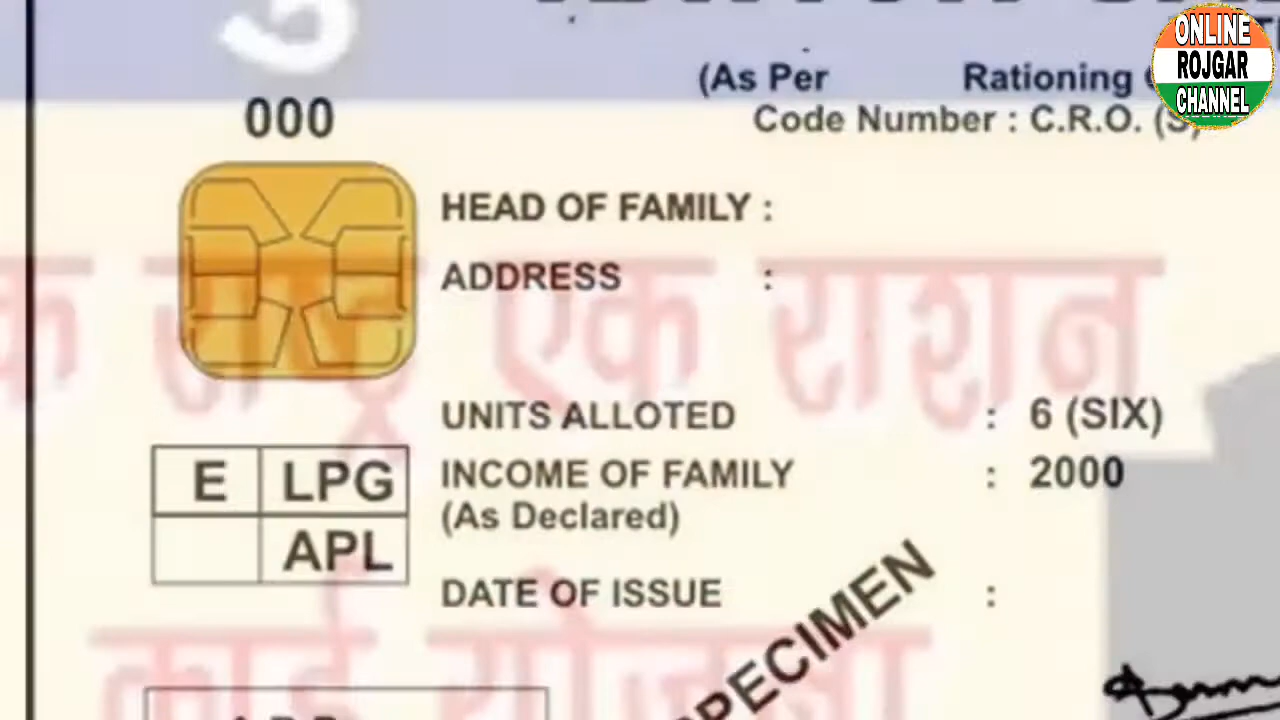 ONLINE
ROJGAR
CHANNEL
(As Per Rationing
Code Number : C.R.O. (S)
000
HEAD OF FAMILY :
ADDRESS :
एक राशन
UNITS ALLOTED : 6 (SIX)
E LPG
INCOME OF FAMILY : 2000
(As Declared)
APL
DATE OF ISSUE :
कार्ड योजना
SPECIMEN